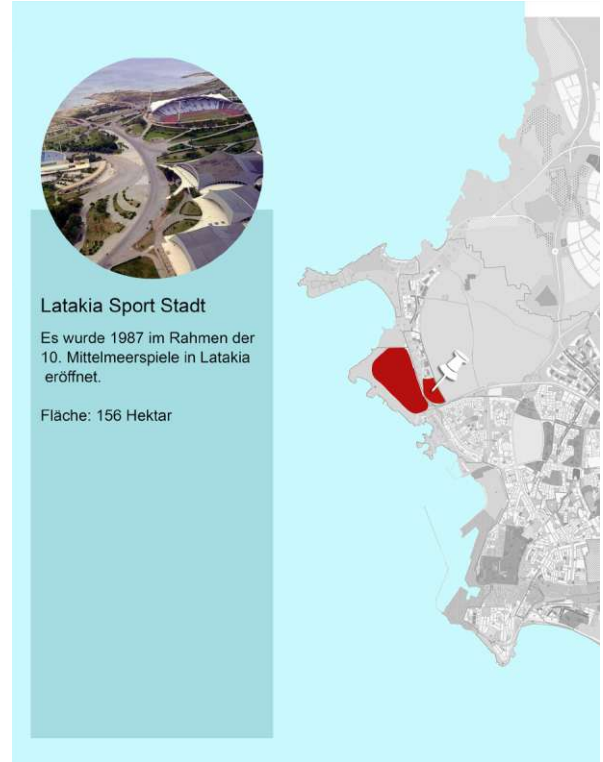 Latakia Sport Stadt
Es wurde 1987 im Rahmen der
10. Mittelmeerspiele in Latakia
eröffnet.
Fläche: 156 Hektar